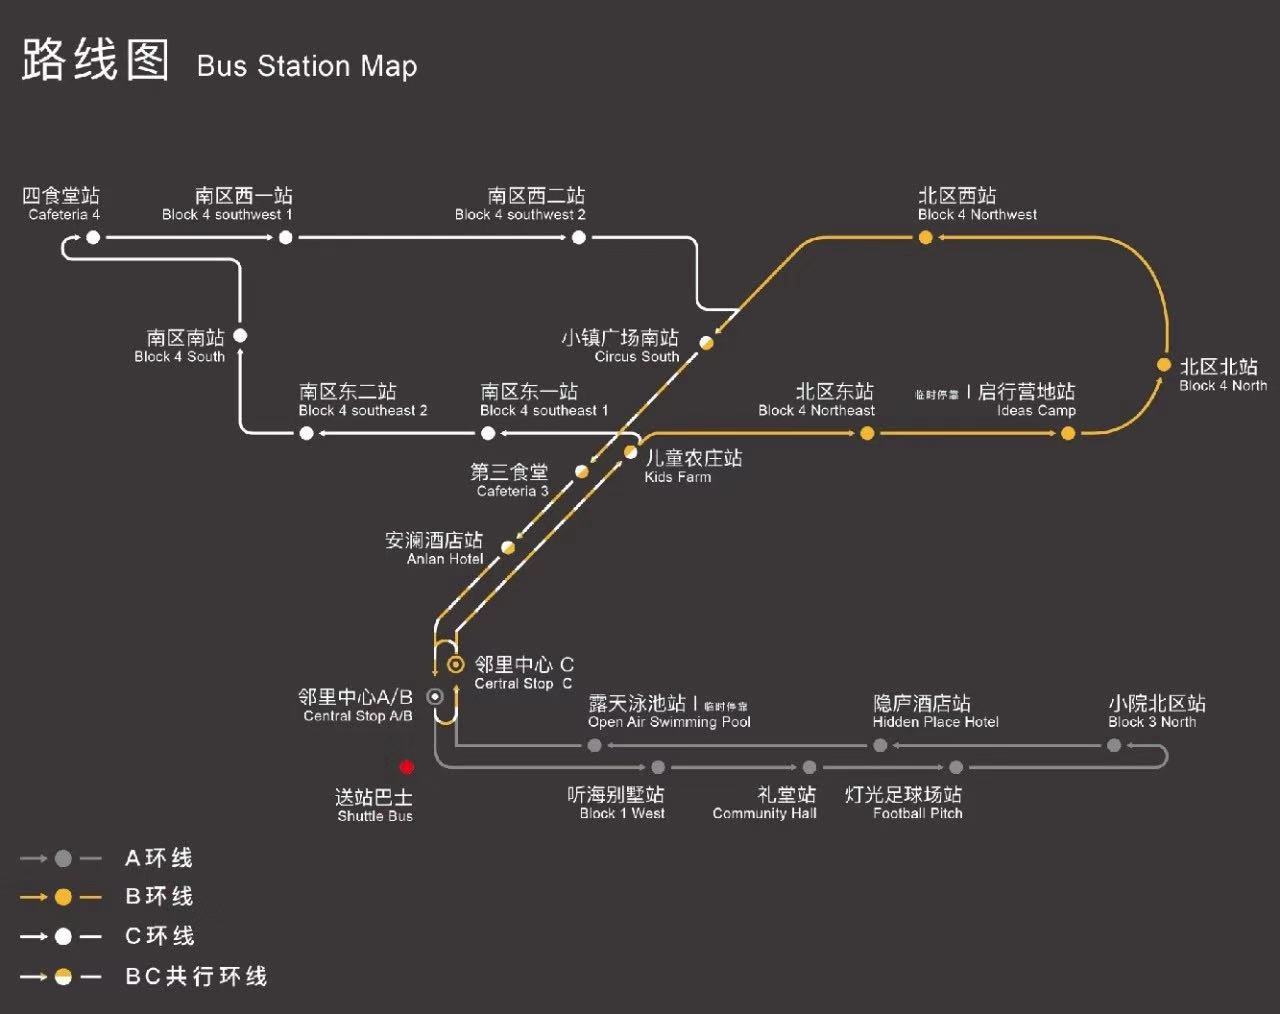 路线图 Bus Station Map
四食堂站
Cafeteria 4
南区西一站
Block 4 southwest 1
南区西二站
Block 4 southwest 2
北区西站
Block 4 Northwest
南区南站
Block 4 South
小镇广场南站
Circus South
北区北站
Block 4 North
南区东二站
Block 4 southeast 2
南区东一站
Block 4 southeast 1
北区东站
Block 4 Northeast
临时停靠 | 启行营地站
Ideas Camp
第三食堂
Cafeteria 3
儿童农庄站
Kids Farm
安澜酒店站
Anlan Hotel
邻里中心 C
Certral Stop C
邻里中心A/B
Central Stop A/B
露天泳池站 | 临时停靠
Open Air Swimming Pool
隐庐酒店站
Hidden Place Hotel
小院北区站
Block 3 North
送站巴士
Shuttle Bus
听海别墅站
Block 1 West
礼堂站
Community Hall
灯光足球场站
Football Pitch
A环线
B环线
C环线
BC共行环线